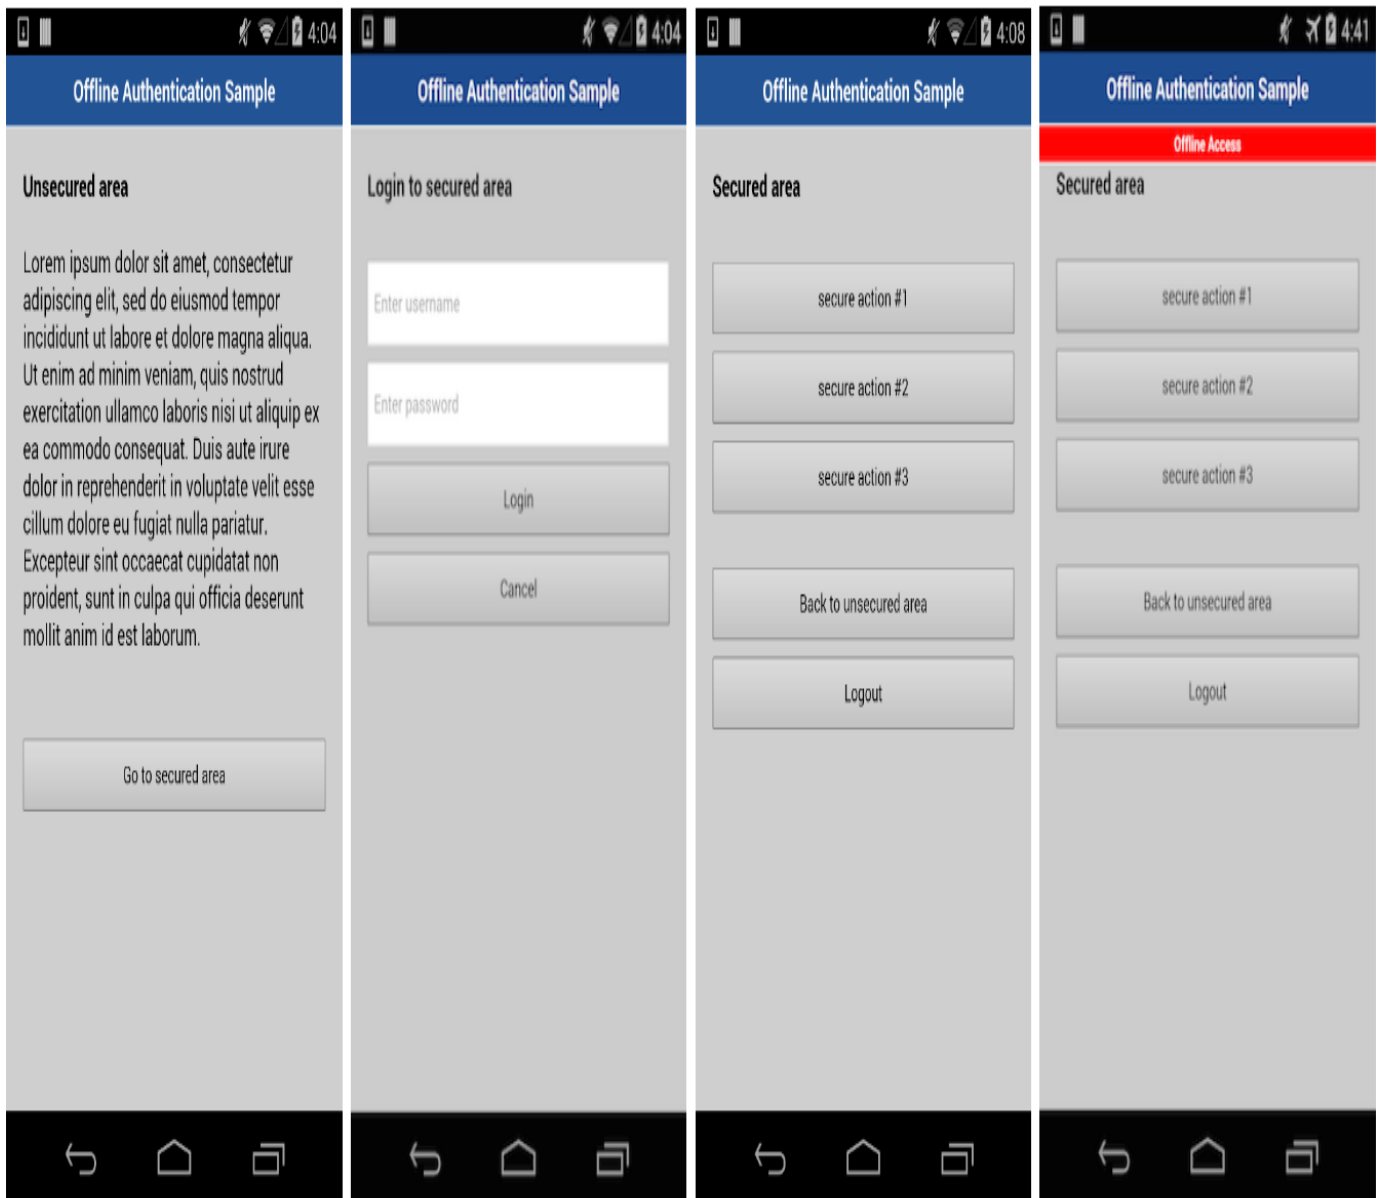 4:04
Offline Authentication Sample
Unsecured area
Lorem ipsum dolor sit amet, consectetur
adipiscing elit, sed do eiusmod tempor
incididunt ut labore et dolore magna aliqua.
Ut enim ad minim veniam, quis nostrud
exercitation ullamco laboris nisi ut aliquip ex
ea commodo consequat. Duis aute irure
dolor in reprehenderit in voluptate velit esse
cillum dolore eu fugiat nulla pariatur.
Excepteur sint occaecat cupidatat non
proident, sunt in culpa qui officia deserunt
mollit anim id est laborum.
Go to secured area
4:04
Offline Authentication Sample
Login to secured area
Enter username
Enter password
Login
Cancel
4:08
Offline Authentication Sample
Secured area
secure action #1
secure action #2
secure action #3
Back to unsecured area
Logout
4:41
Offline Authentication Sample
Offline Access
Secured area
secure action #1
secure action #2
secure action #3
Back to unsecured area
Logout